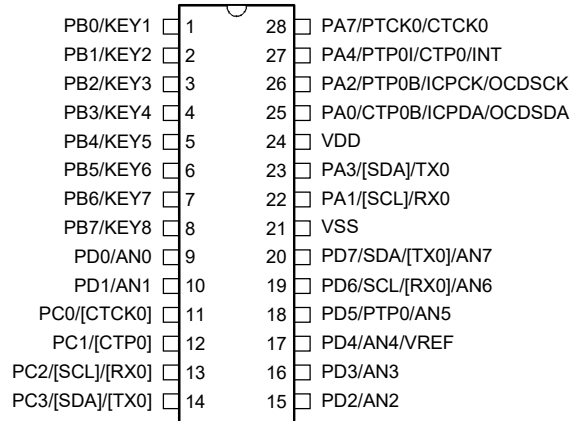 PB0/KEY1 1 28 PA7/PTCK0/CTCK0
PB1/KEY2 2 27 PA4/PTP0I/CTP0/INT
PB2/KEY3 3 26 PA2/PTP0B/ICPCK/OCDSCK
PB3/KEY4 4 25 PA0/CTP0B/ICPDA/OCDSDA
PB4/KEY5 5 24 VDD
PB5/KEY6 6 23 PA3/[SDA]/TX0
PB6/KEY7 7 22 PA1/[SCL]/RX0
PB7/KEY8 8 21 VSS
PD0/AN0 9 20 PD7/SDA/[TX0]/AN7
PD1/AN1 10 19 PD6/SCL/[RX0]/AN6
PC0/[CTCK0] 11 18 PD5/PTP0/AN5
PC1/[CTP0] 12 17 PD4/AN4/VREF
PC2/[SCL]/[RX0] 13 16 PD3/AN3
PC3/[SDA]/[TX0] 14 15 PD2/AN2